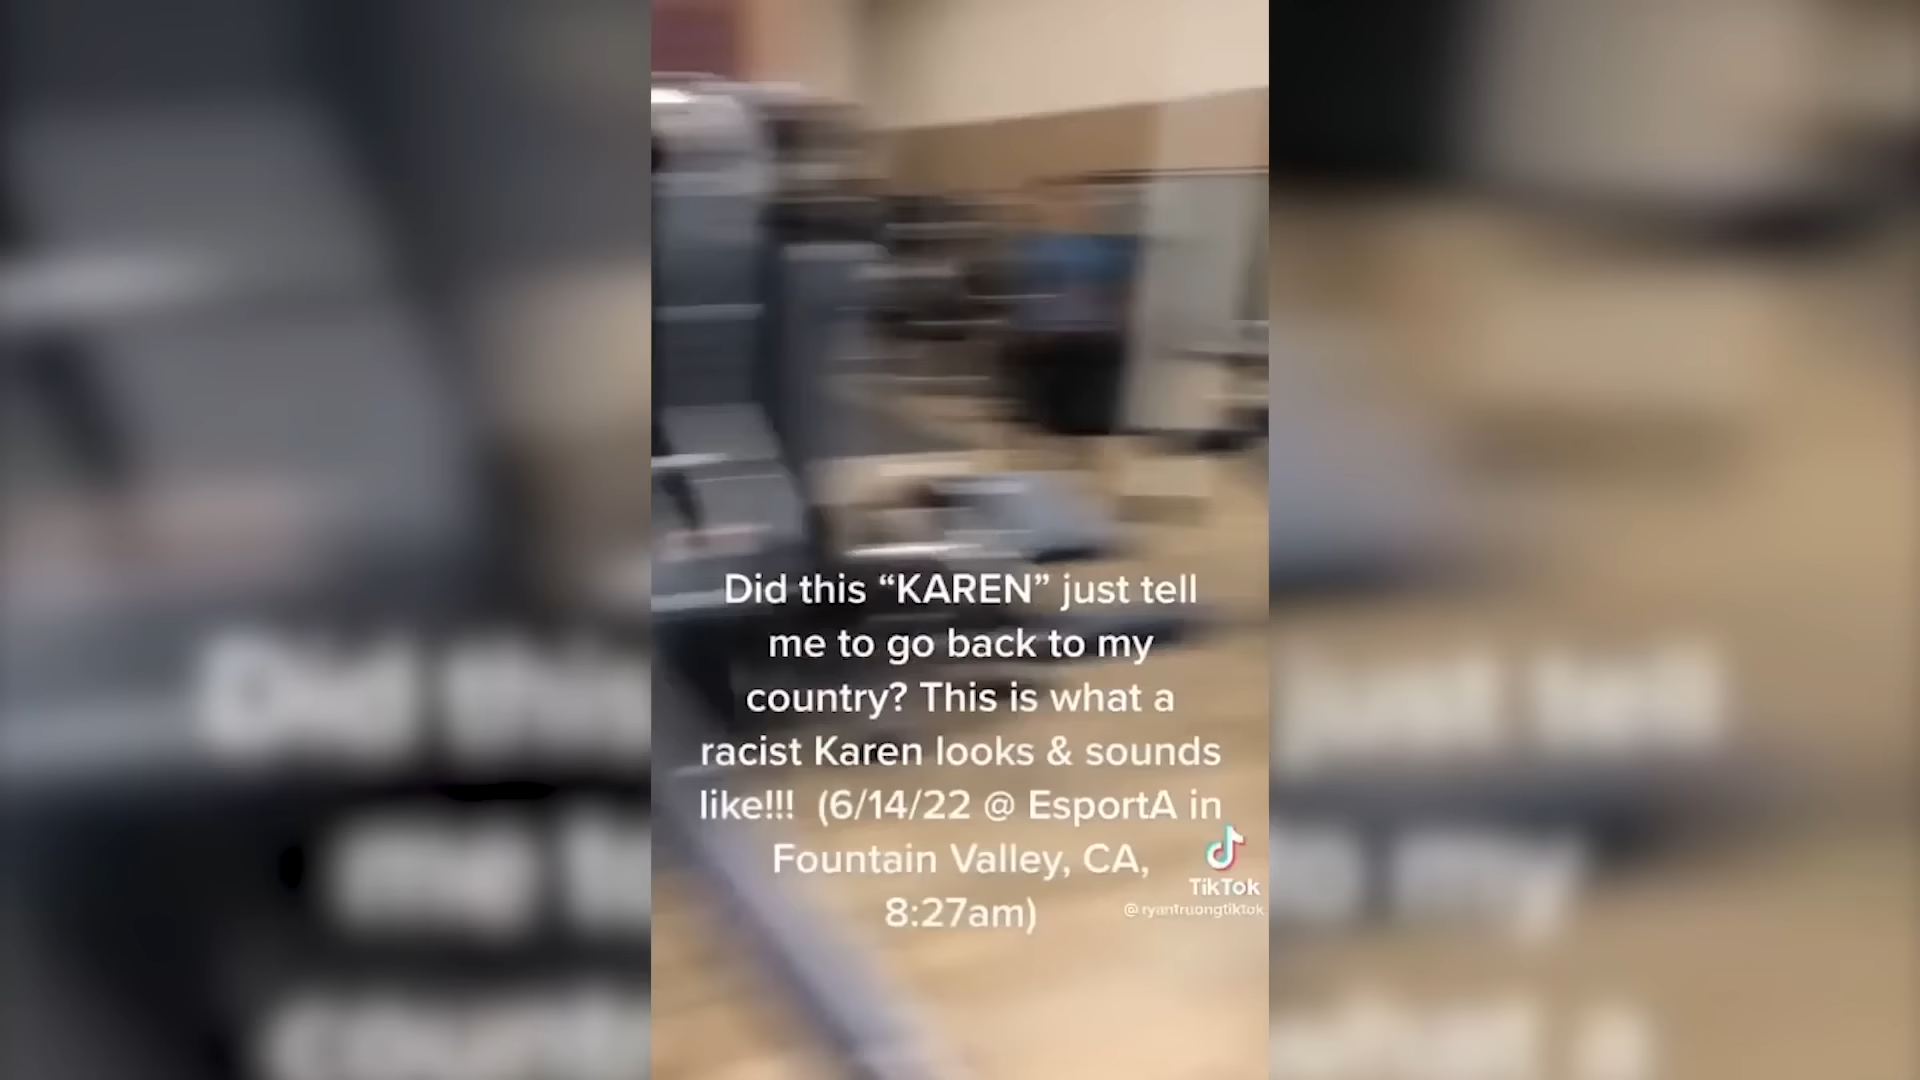 Did this “KAREN” just tell
me to go back to my
country? This is what a
racist Karen looks & sounds
like!!! (6/14/22 @ EsportA in
Fountain Valley, CA,
8:27am)
TikTok
@ryantruongtiktok